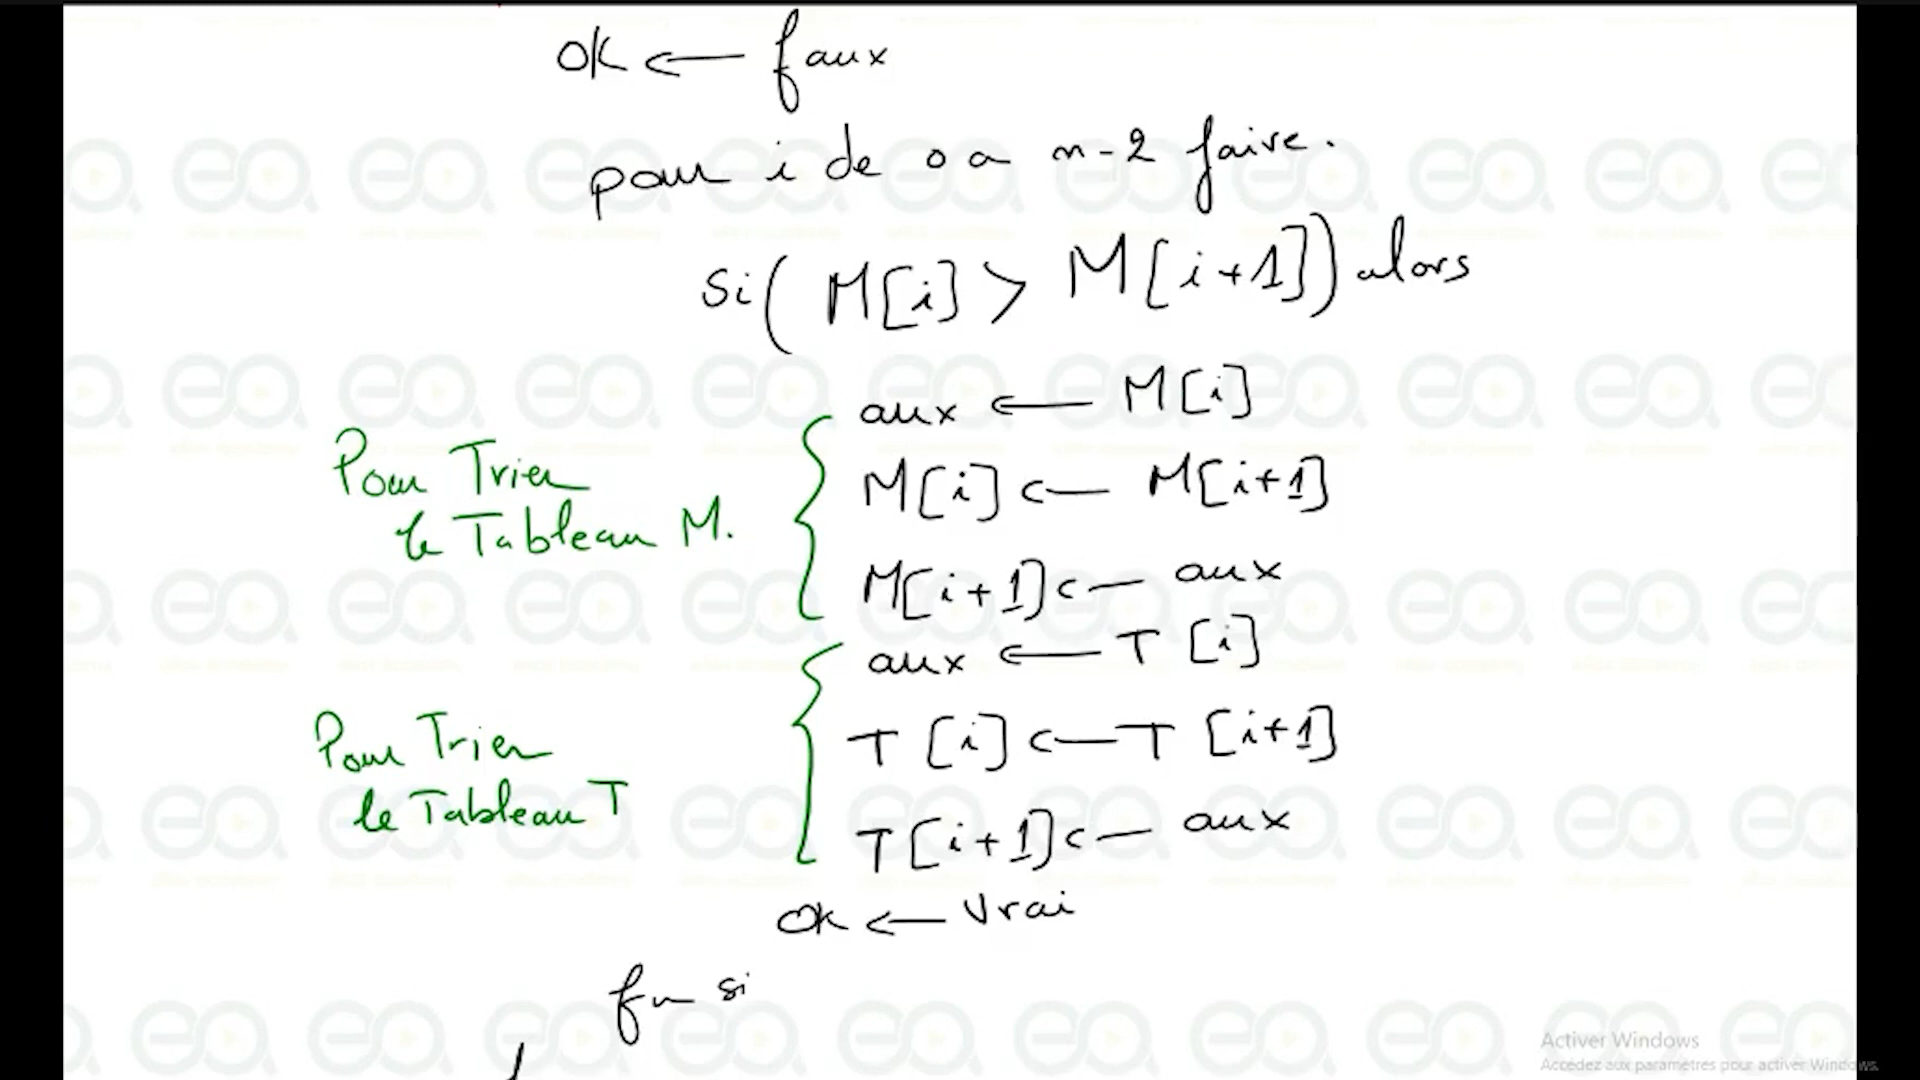 OK ← faux
pour i de 0 a n-2 faire.
Si( M[i] > M[i+1]) alors
aux ← M[i]
Pour Trier
le Tableau M.
M[i] ← M[i+1]
M[i+1] ← aux
aux ← T [i]
Pour Trier
le Tableau T
T [i] ← T [i+1]
T [i+1] ← aux
OK ← Vrai
fin si
Activer Windows
Accédez aux paramètres pour activer Windows.